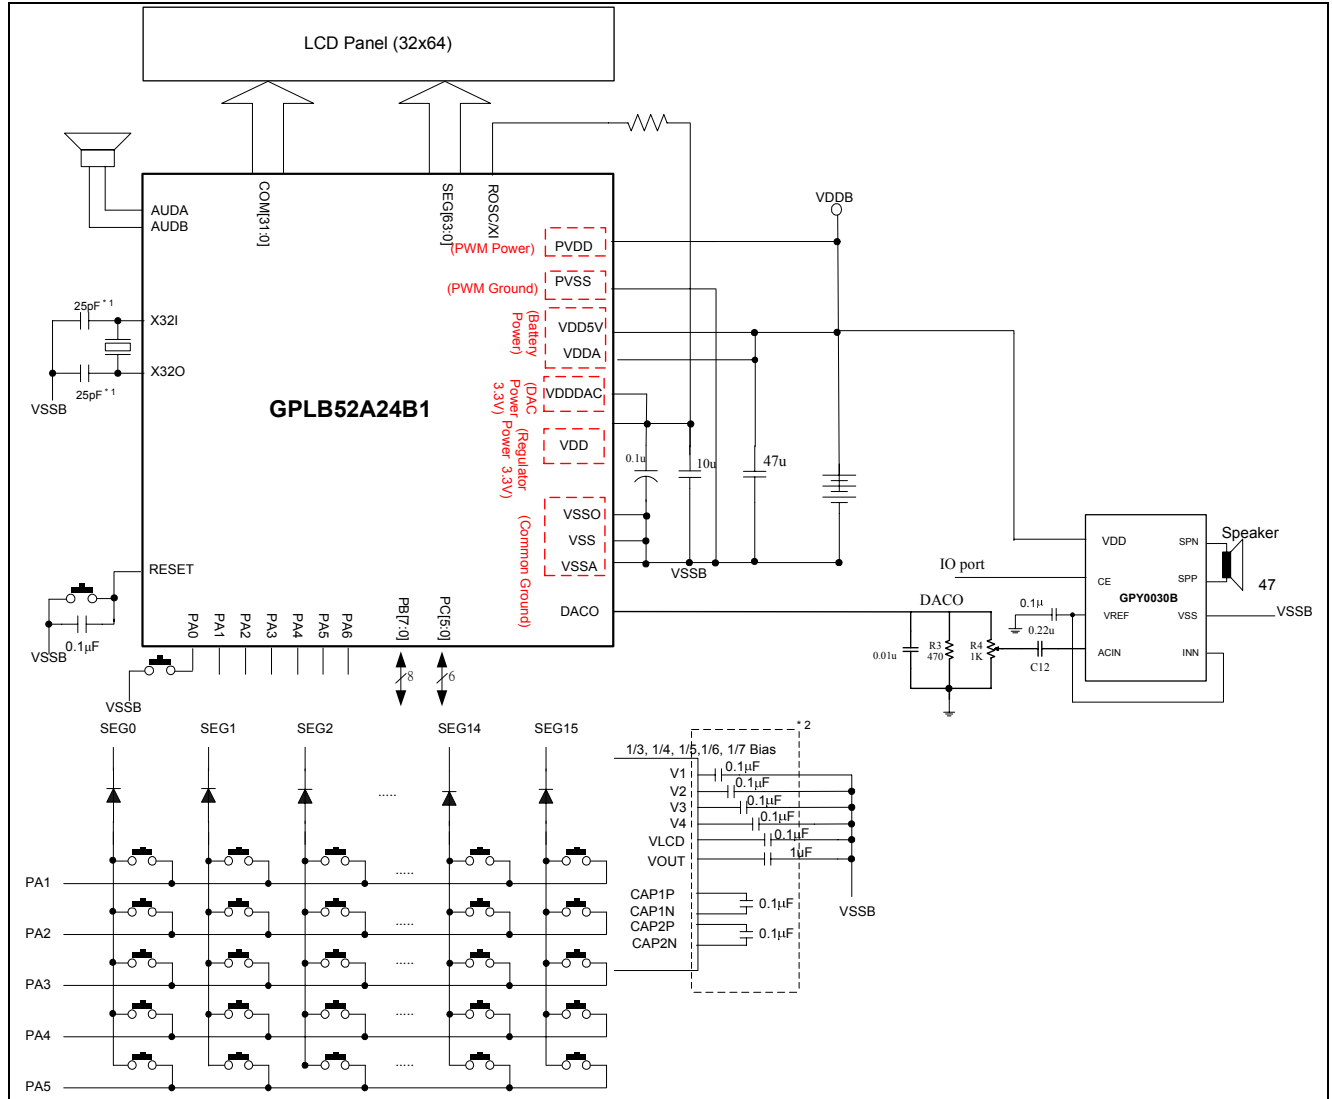 LCD Panel (32x64)
COM[31:0]
SEG[63:0]
ROSC/XI
AUDA
AUDB
VDDB
(PWM Power)
PVDD
(PWM Ground)
PVSS
25pF *1
X32I
(Battery Power)
VDD5V
VDDA
X32O
25pF *1
VSSB
GPLB52A24B1
(DAC Power 3.3V)
VDDDAC
(Regulator Power 3.3V)
VDD
0.1u
10u
47u
(Common Ground)
VSSO
VSS
VSSA
VSSB
RESET
0.1µF
VSSB
DACO
PA0
PA1
PA2
PA3
PA4
PA5
PA6
PB[7:0]
PC[5:0]
8
6
VSSB
IO port
DACO
0.01u
R3
470
R4
1K
0.1µ
0.22u
C12
VDD
CE
VREF
ACIN
GPY0030B
SPN
SPP
VSS
INN
Speaker
47
VSSB
SEG0
SEG1
SEG2
SEG14
SEG15
.....
.....
.....
.....
.....
.....
PA1
PA2
PA3
PA4
PA5
*2
1/3, 1/4, 1/5,1/6, 1/7 Bias
V1
0.1µF
V2
0.1µF
V3
0.1µF
V4
0.1µF
VLCD
0.1µF
VOUT
1uF
CAP1P
CAP1N
0.1µF
CAP2P
CAP2N
0.1µF
VSSB